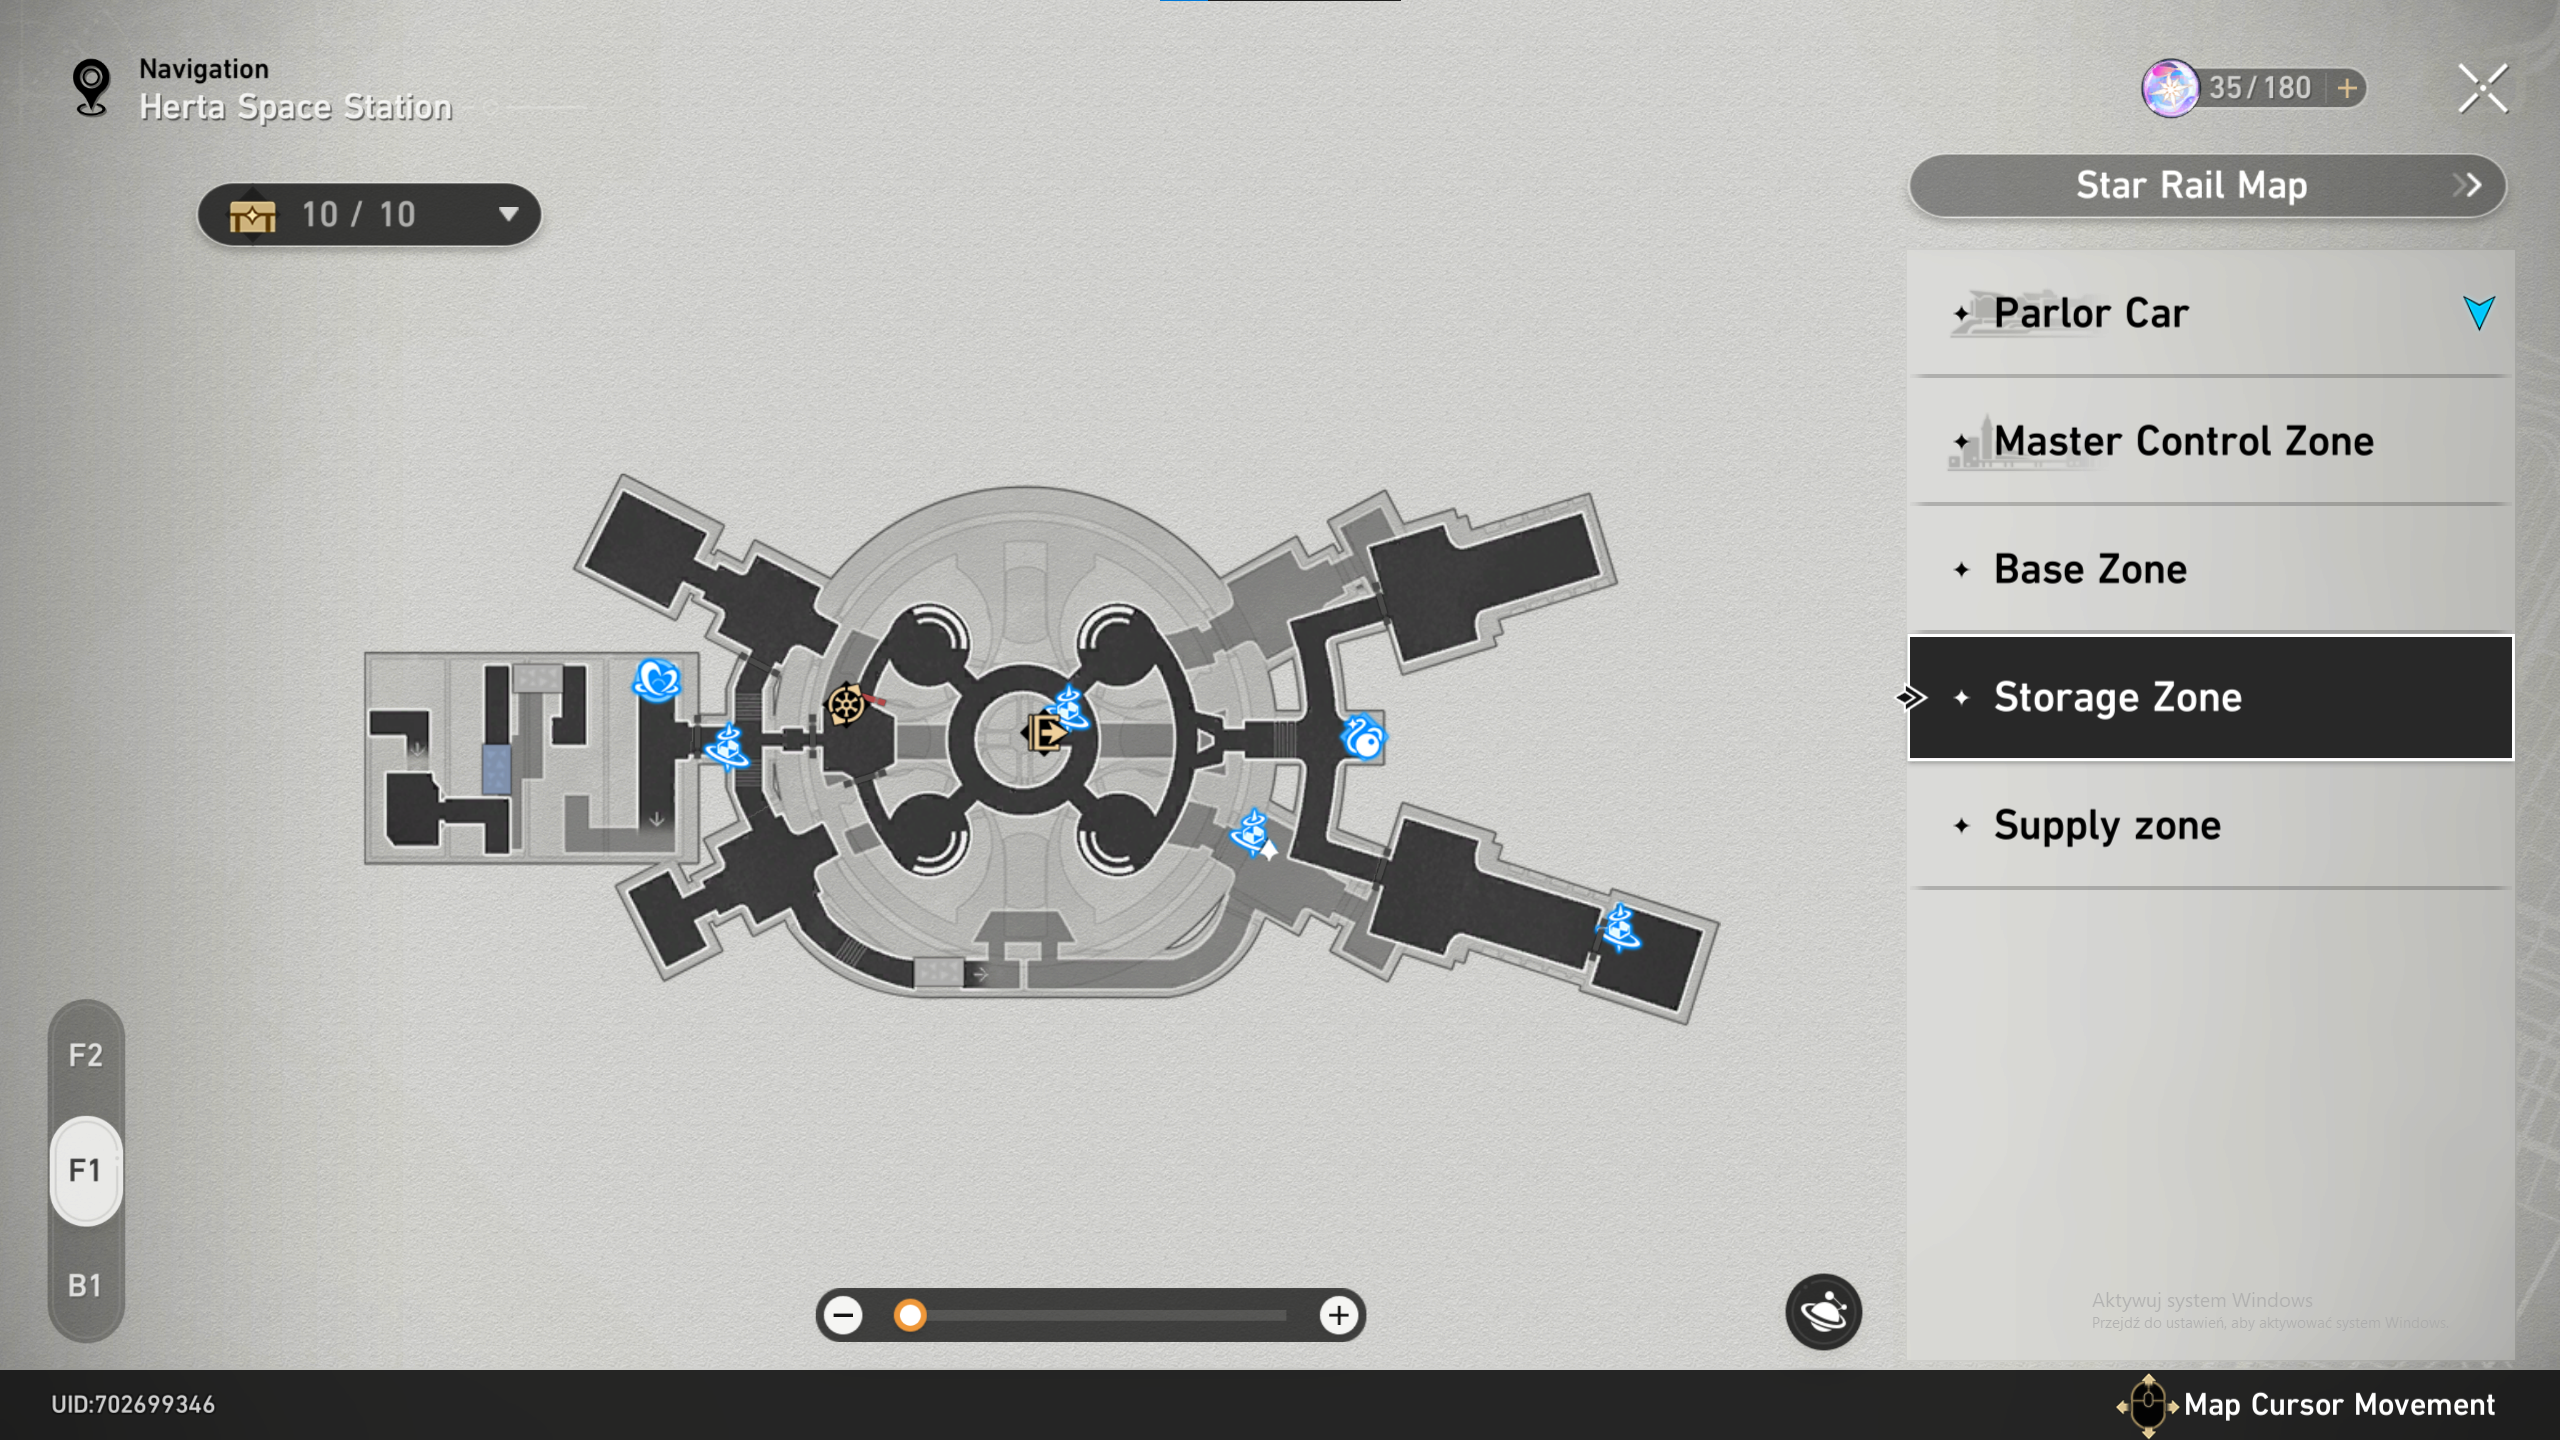 Navigation
Herta Space Station
35/180
10 / 10
Star Rail Map
Parlor Car
Master Control Zone
Base Zone
Storage Zone
Supply zone
F2
F1
B1
Aktywuj system Windows
Przejdź do ustawień, aby aktywować system Windows.
UID:702699346
Map Cursor Movement